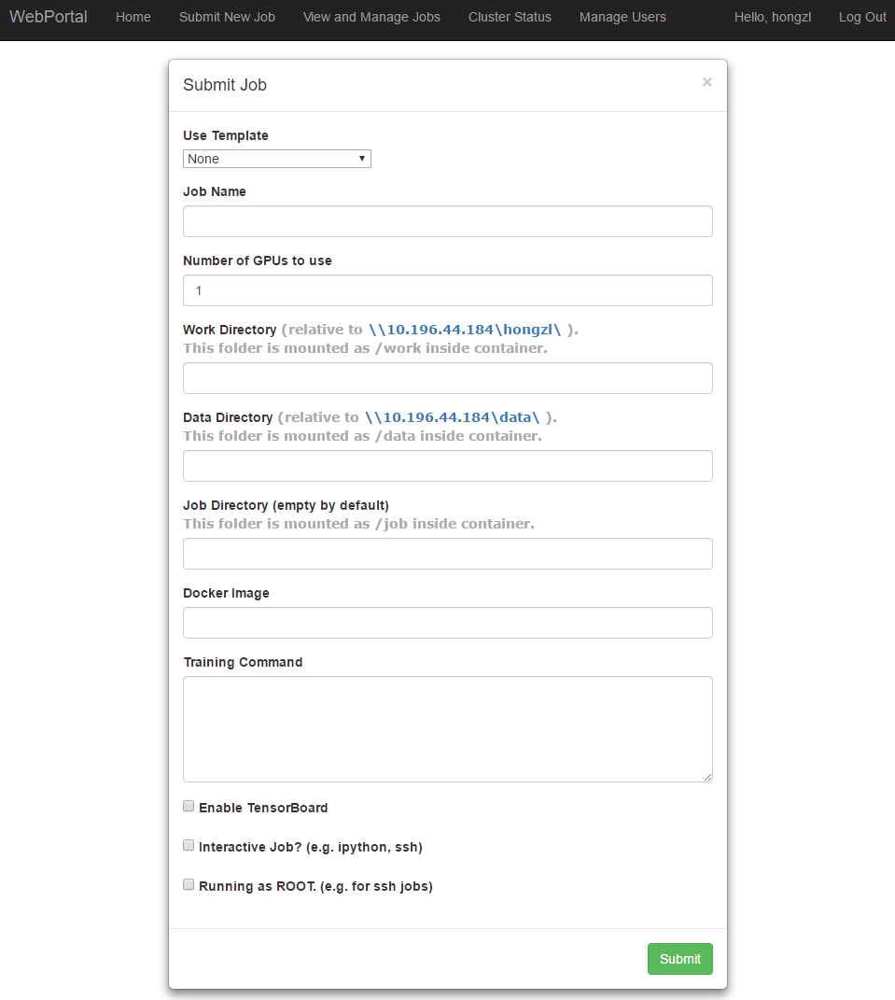 WebPortal Home Submit New Job View and Manage Jobs Cluster Status Manage Users Hello, hongzl Log Out
Submit Job ×
Use Template
None
Job Name
Number of GPUs to use
1
Work Directory (relative to \\10.196.44.184\hongzl\ ).
This folder is mounted as /work inside container.
Data Directory (relative to \\10.196.44.184\data\ ).
This folder is mounted as /data inside container.
Job Directory (empty by default)
This folder is mounted as /job inside container.
Docker Image
Training Command
Enable TensorBoard
Interactive Job? (e.g. ipython, ssh)
Running as ROOT. (e.g. for ssh jobs)
Submit